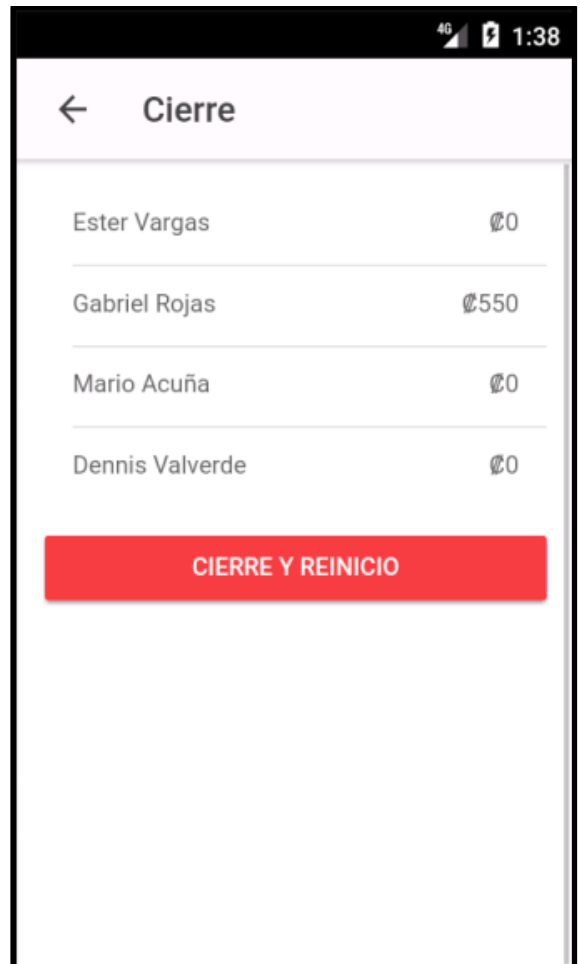 4G 1:38
Cierre
Ester Vargas ₡0
Gabriel Rojas ₡550
Mario Acuña ₡0
Dennis Valverde ₡0
CIERRE Y REINICIO